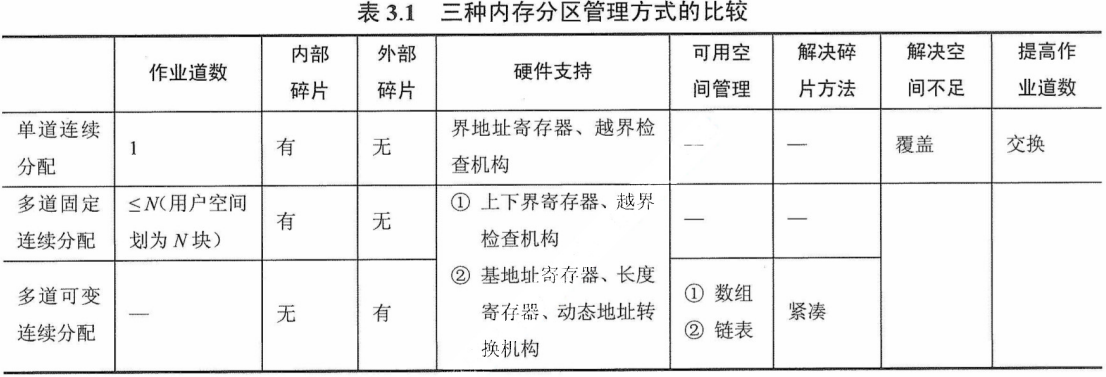 表 3.1 三种内存分区管理方式的比较
作业道数
内部
碎片
外部
碎片
硬件支持
可用空
间管理
解决碎
片方法
解决空
间不足
提高作
业道数
单道连续
分配
1
有
无
界地址寄存器、越界检
查机构
—
—
覆盖
交换
多道固定
连续分配
≤N(用户空间
划为 N 块)
有
无
① 上下界寄存器、越界
检查机构
② 基地址寄存器、长度
寄存器、动态地址转
换机构
—
—
多道可变
连续分配
—
无
有
① 数组
② 链表
紧凑